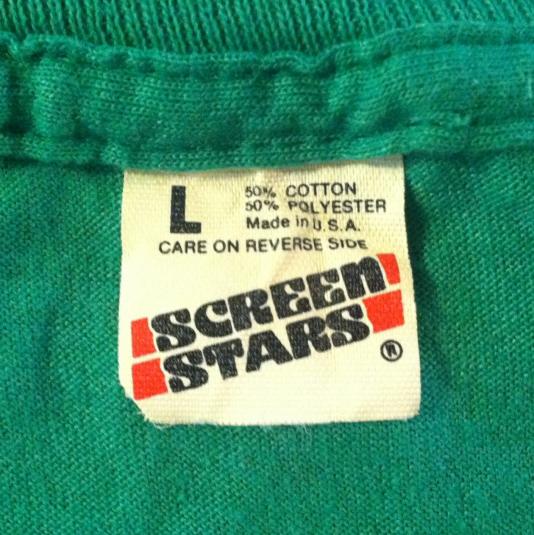 L
50% COTTON
50% POLYESTER
Made in U.S.A.
CARE ON REVERSE SIDE
SCREEN
STARS
®